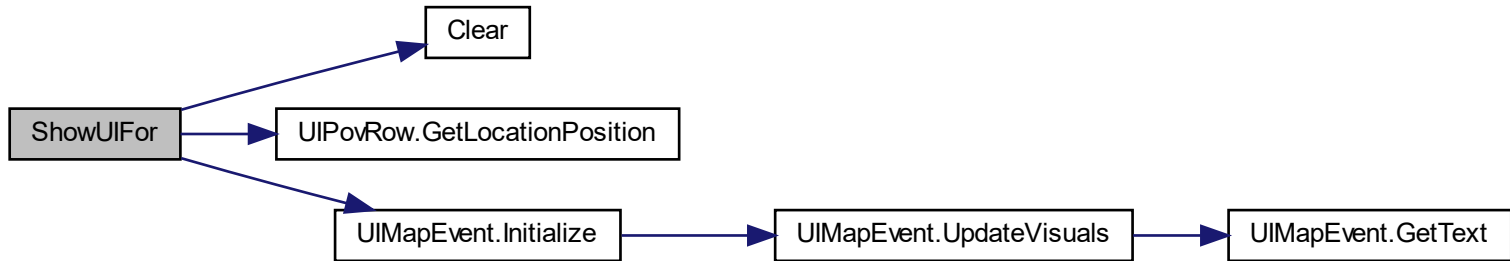 Clear
ShowUIFor
UIPovRow.GetLocationPosition
UIMapEvent.Initialize
UIMapEvent.UpdateVisuals
UIMapEvent.GetText